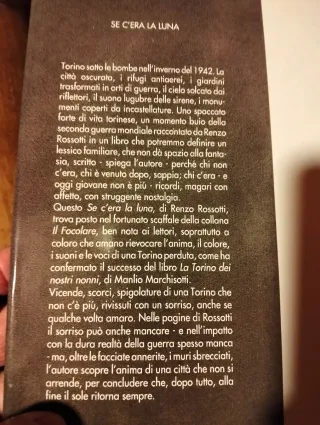 SE C'ERA LA LUNA
Torino sotto le bombe nell'inverno del 1942. La
città oscurata, i rifugi antiaerei, i giardini
trasformati in orti di guerra, il cielo solcato dai
riflettori, il suono lugubre delle sirene, i monu-
menti coperti da incastellature. Uno spaccato
forte di vita torinese, un momento buio della
seconda guerra mondiale raccontato da Renzo
Rossotti in un libro che potremmo definire un
lessico familiare, che non dà spazio alla fanta-
sia, scritto - spiega l'autore - perchè chi non
c'era, chi è venuto dopo, soppia; chi c'era - e
oggi giovane non è più - ricordi, magari con
affetto, con struggente nostalgia.
Questo Se c'era la luna, di Renzo Rossotti,
trova posto nel fortunato scaffale della collana
Il Focolare, ben nota ai lettori, soprattutto a
coloro che amano rievocare l'anima, il colore,
i suoni e le voci di una Torino perduta, come ha
confermato il successo del libro La Torino dei
nostri nonni, di Manlio Marchisotti.
Vicende, scorci, spigolature di una Torino che
non c'è più, rivissuti con un sorriso, anche se
qualche volta amaro. Nelle pagine di Rossotti
il sorriso può anche mancare - e nell'impatto
con la dura realtà della guerra spesso manca
- ma, oltre le facciate annerite, i muri sbrecciati,
l'autore scopre l'anima di una città che non si
arrende, per concludere che, dopo tutto, alla
fine il sole ritorna sempre.